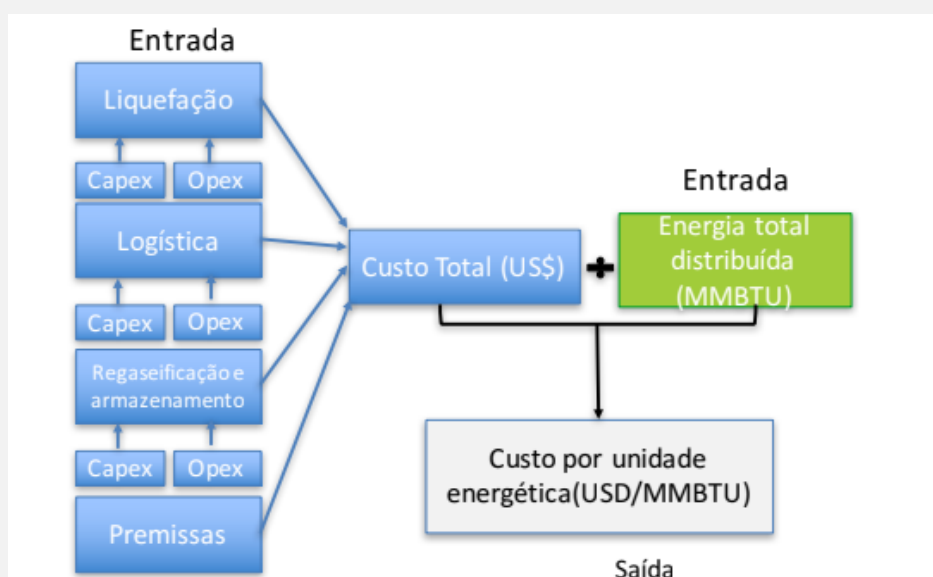 Entrada
Liquefação
Capex
Opex
Logística
Capex
Opex
Regaseificação e
armazenamento
Capex
Opex
Premissas
Custo Total (US$)
Entrada
Energia total
distribuída
(MMBTU)
Custo por unidade
energética(USD/MMBTU)
Saída